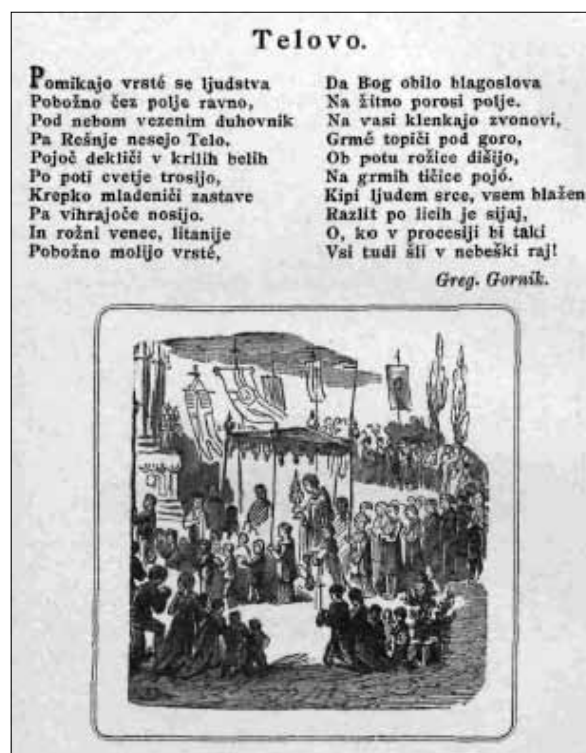 Telovo.
Pomikajo vrsté se ljudstva
Pobožno čez polje ravno,
Pod nebom vezenim duhovnik
Pa Rešnje nesejo Telo.
Pojoč dekliči v krilih belih
Po poti cvetje trosijo,
Krepko mladeniči zastave
Pa vihrajoče nosijo.
In rožni venec, litanije
Pobožno molijo vrsté,
Da Bog obilo blagoslova
Na žitno porosi polje.
Na vasi klenkajo zvonovi,
Grmé topiči pod goro,
Ob potu rožice dišijo,
Na grmih tičice pojó.
Kipi ljudem srce, vsem blažen
Razlit po licih je sijaj,
O, ko v procesiji bi taki
Vsi tudi šli v nebeški raj!
Greg. Gornik.